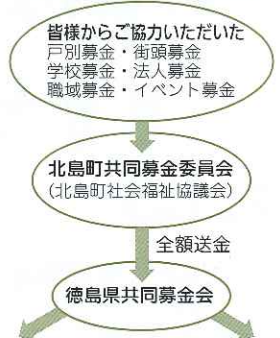 皆様からご協力いただいた
戸別募金・街頭募金
学校募金・法人募金
職域募金・イベント募金
北島町共同募金委員会
(北島町社会福祉協議会)
全額送金
徳島県共同募金会